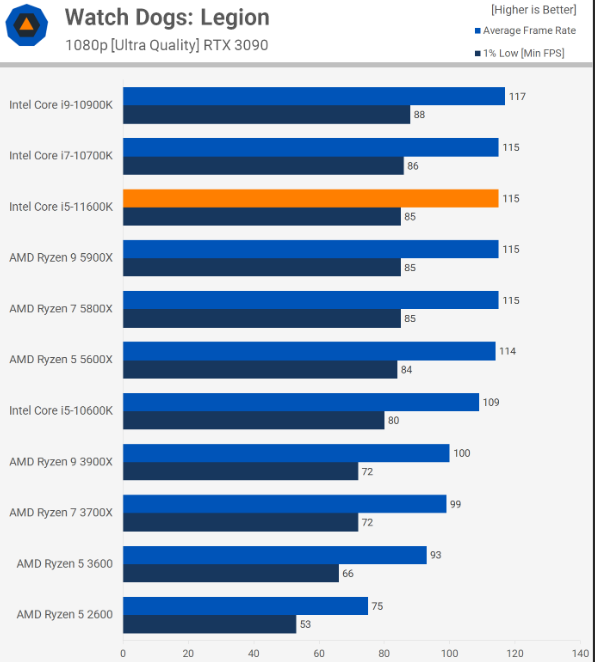 Watch Dogs: Legion
1080p [Ultra Quality] RTX 3090
[Higher is Better]
Average Frame Rate
1% Low [Min FPS]
Intel Core i9-10900K 117
88
Intel Core i7-10700K 115
86
Intel Core i5-11600K 115
85
AMD Ryzen 9 5900X 115
85
AMD Ryzen 7 5800X 115
85
AMD Ryzen 5 5600X 114
84
Intel Core i5-10600K 109
80
AMD Ryzen 9 3900X 100
72
AMD Ryzen 7 3700X 99
72
AMD Ryzen 5 3600 93
66
AMD Ryzen 5 2600 75
53
0 20 40 60 80 100 120 140